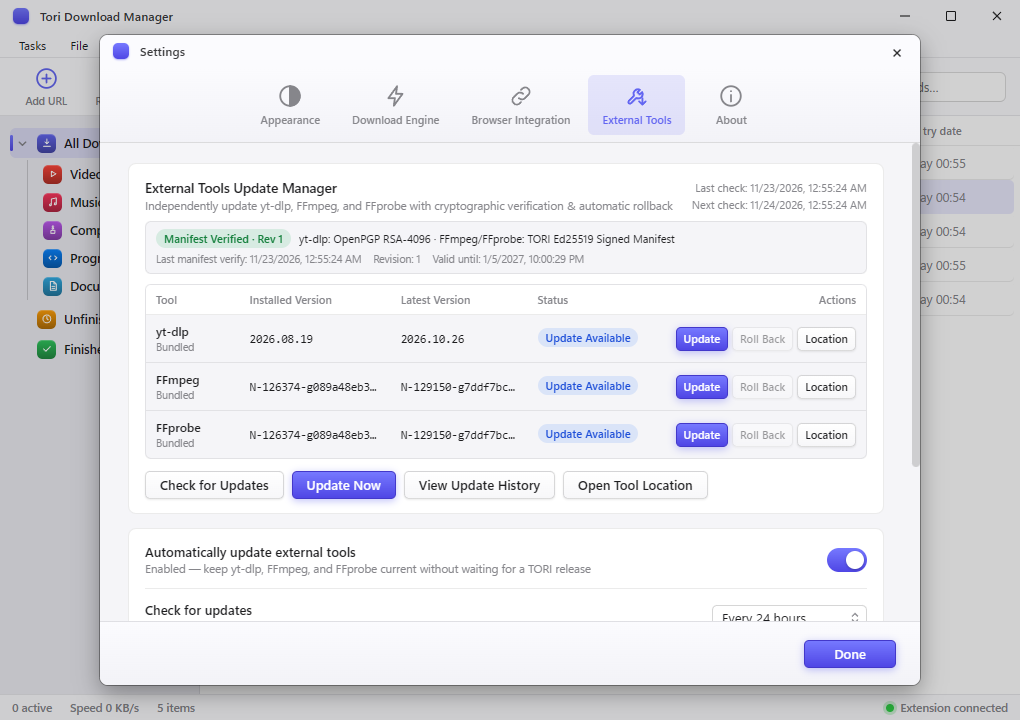 Tori Download Manager
Tasks File
Settings
Add URL
Appearance Download Engine Browser Integration External Tools About
try date
All Do
Video
Music
Comp
Prog
Docu
Unfini
Finishe
00:55
00:54
00:54
00:55
00:54
External Tools Update Manager
Independently update yt-dlp, FFmpeg, and FFprobe with cryptographic verification & automatic rollback
Last check: 11/23/2026, 12:55:24 AM
Next check: 11/24/2026, 12:55:24 AM
Manifest Verified · Rev 1 yt-dlp: OpenPGP RSA-4096 · FFmpeg/FFprobe: TORI Ed25519 Signed Manifest
Last manifest verify: 11/23/2026, 12:55:24 AM Revision: 1 Valid until: 1/5/2027, 10:00:29 PM
Tool Installed Version Latest Version Status Actions
yt-dlp
Bundled
2026.08.19 2026.10.26 Update Available Update Roll Back Location
FFmpeg
Bundled
N-126374-g089a48eb3… N-129150-g7ddf7bc… Update Available Update Roll Back Location
FFprobe
Bundled
N-126374-g089a48eb3… N-129150-g7ddf7bc… Update Available Update Roll Back Location
Check for Updates Update Now View Update History Open Tool Location
Automatically update external tools
Enabled — keep yt-dlp, FFmpeg, and FFprobe current without waiting for a TORI release
Check for updates
Every 24 hours
Done
0 active Speed 0 KB/s 5 items
Extension connected